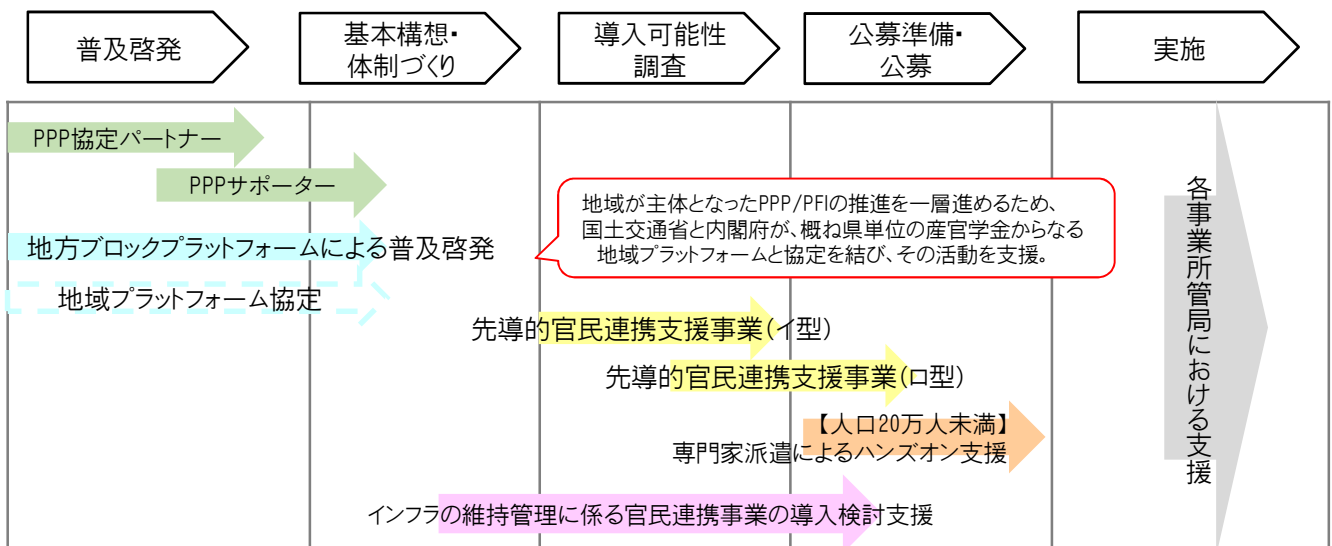 普及啓発
基本構想・
体制づくり
導入可能性
調査
公募準備・
公募
実施
PPP協定パートナー
PPPサポーター
地方ブロックプラットフォームによる普及啓発
地域プラットフォーム協定
地域が主体となったPPP/PFIの推進を一層進めるため、
国土交通省と内閣府が、概ね県単位の産官学金からなる
地域プラットフォームと協定を結び、その活動を支援。
先導的官民連携支援事業(イ型)
先導的官民連携支援事業(ロ型)
【人口20万人未満】
専門家派遣によるハンズオン支援
インフラの維持管理に係る官民連携事業の導入検討支援
各事業所管局における支援